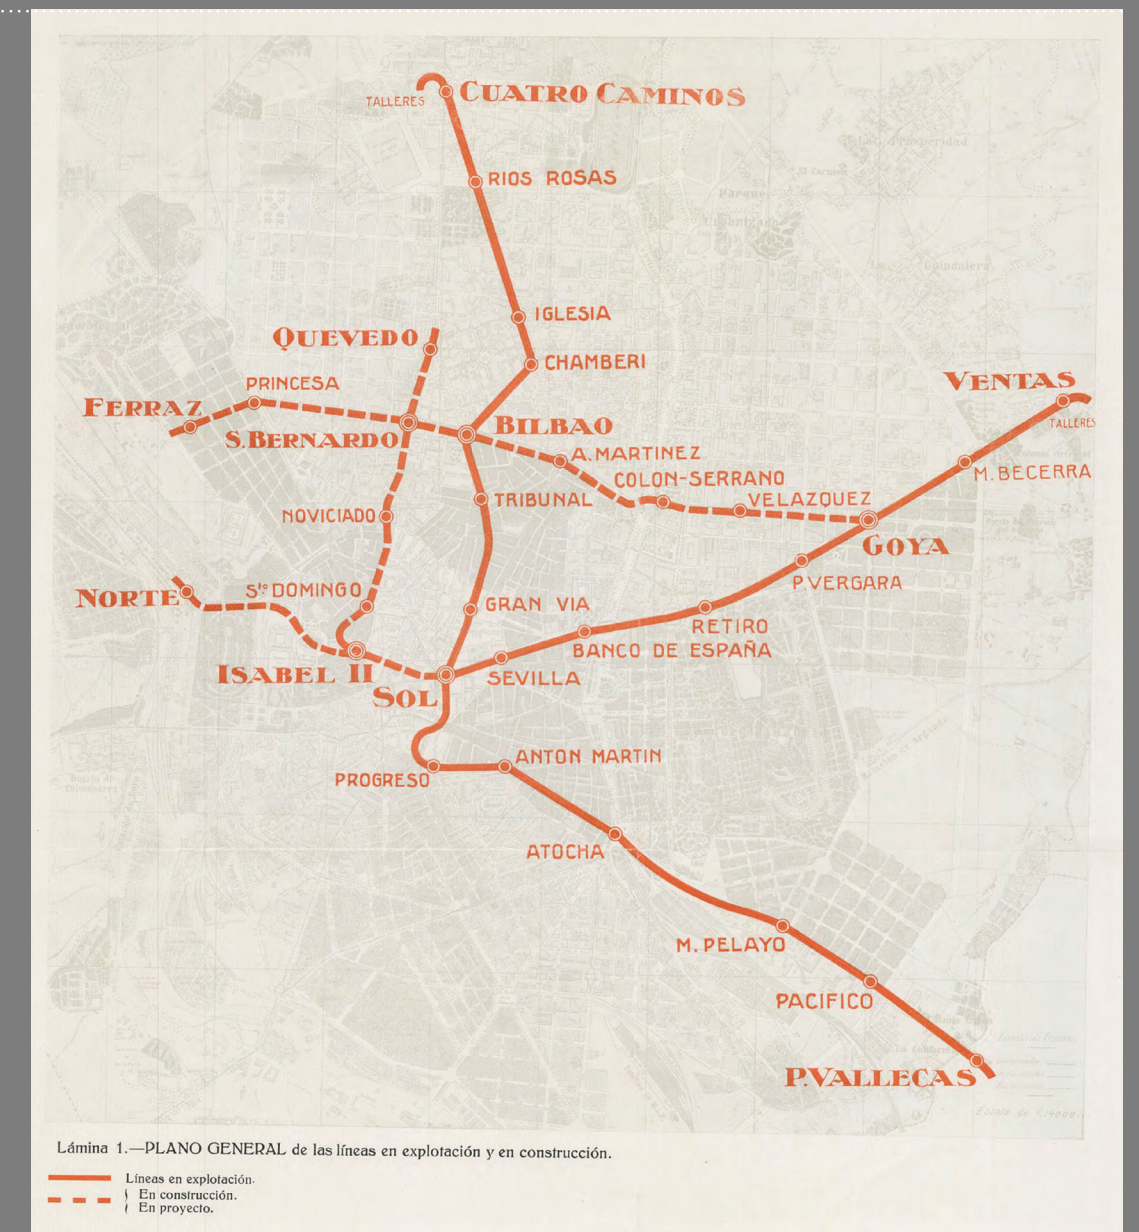 CUATRO CAMINOS
TALLERES
RIOS ROSAS
IGLESIA
CHAMBERI
QUEVEDO
PRINCESA
FERRAZ
S. BERNARDO
BILBAO
A. MARTINEZ
COLON-SERRANO
VELAZQUEZ
VENTAS
TALLERES
M. BECERRA
TRIBUNAL
NOVICIADO
GOYA
P. VERGARA
NORTE
Sto DOMINGO
GRAN VIA
RETIRO
BANCO DE ESPAÑA
ISABEL II
SEVILLA
SOL
ANTON MARTIN
PROGRESO
ATOCHA
M. PELAYO
PACIFICO
P. VALLECAS
Lámina 1.—PLANO GENERAL de las líneas en explotación y en construcción.
Líneas en explotación.
En construcción.
En proyecto.